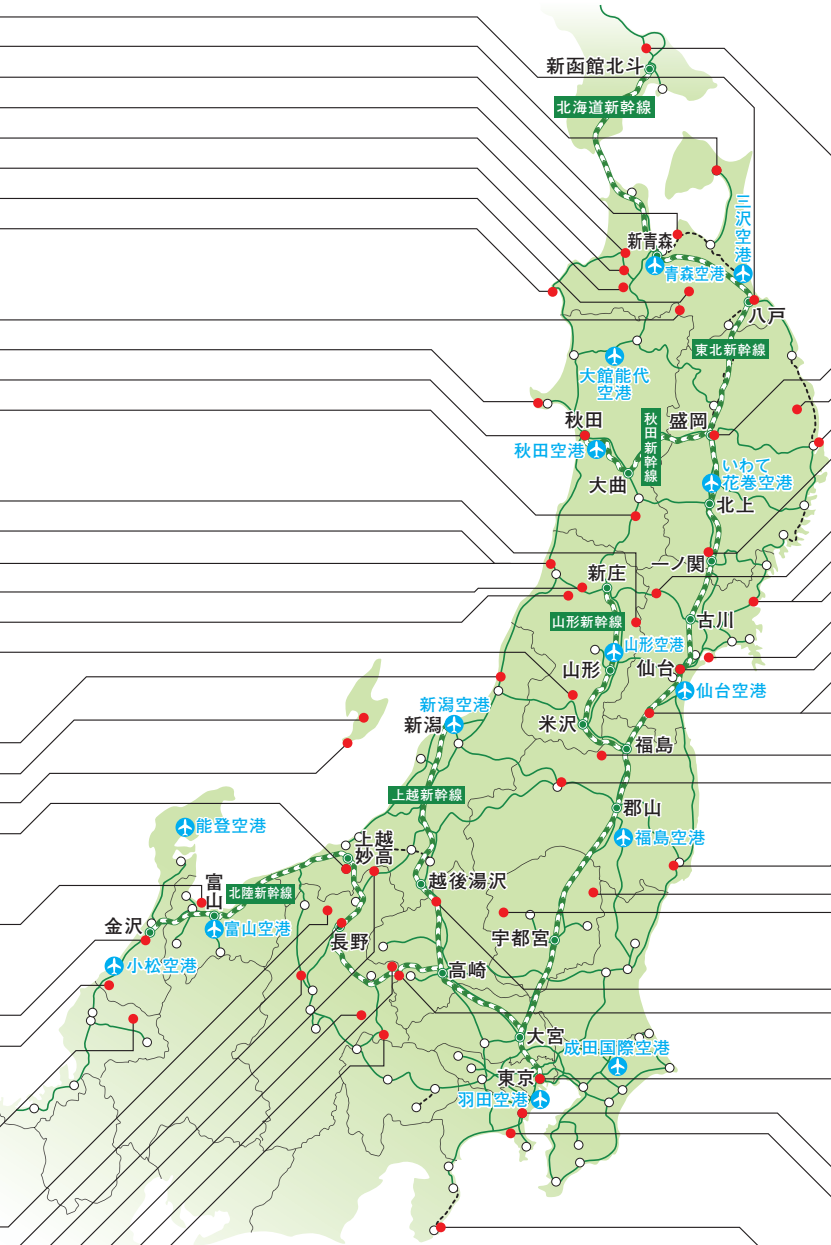 新函館北斗
北海道新幹線
三沢空港
新青森
青森空港
八戸
東北新幹線
大館能代
空港
秋田
秋田新幹線
盛岡
秋田空港
いわて
花巻空港
大曲
北上
一ノ関
新庄
山形新幹線
古川
山形空港
山形
仙台
仙台空港
新潟空港
新潟
米沢
福島
上越新幹線
郡山
能登空港
福島空港
上越
妙高
富山
北陸新幹線
越後湯沢
金沢
富山空港
長野
宇都宮
小松空港
高崎
大宮
成田国際空港
東京
羽田空港